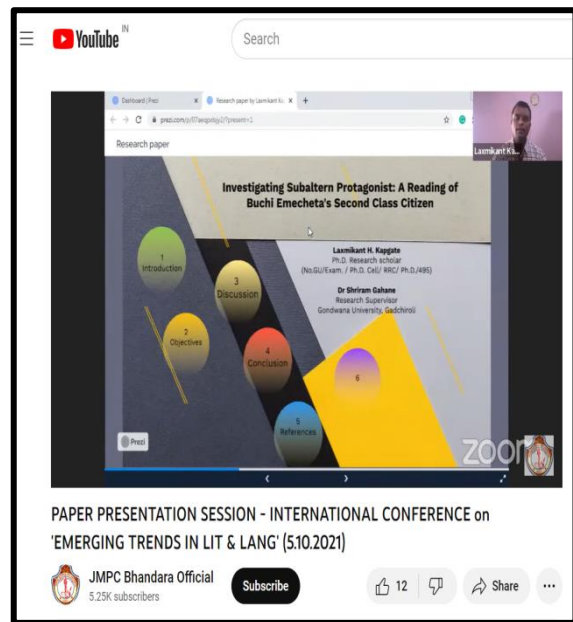 YouTube IN
Search
Dashboard | Prezi
Research paper by Laxmikant Ka
prezi.com/p/
Research paper
Laxmikant Ka...
Investigating Subaltern Protagonist: A Reading of
Buchi Emecheta's Second Class Citizen
Laxmikant H. Kapgate
Ph.D. Research scholar
(No.GU/Exam. / Ph.D. Cell/ RRC/ Ph.D./495)
Dr Shriram Gahane
Research Supervisor
Gondwana University, Gadchiroli
1
Introduction
2
Objectives
3
Discussion
4
Conclusion
5
References
6
Prezi
zoom
PAPER PRESENTATION SESSION - INTERNATIONAL CONFERENCE on
'EMERGING TRENDS IN LIT & LANG' (5.10.2021)
JMPC Bhandara Official
5.25K subscribers
Subscribe
12
Share